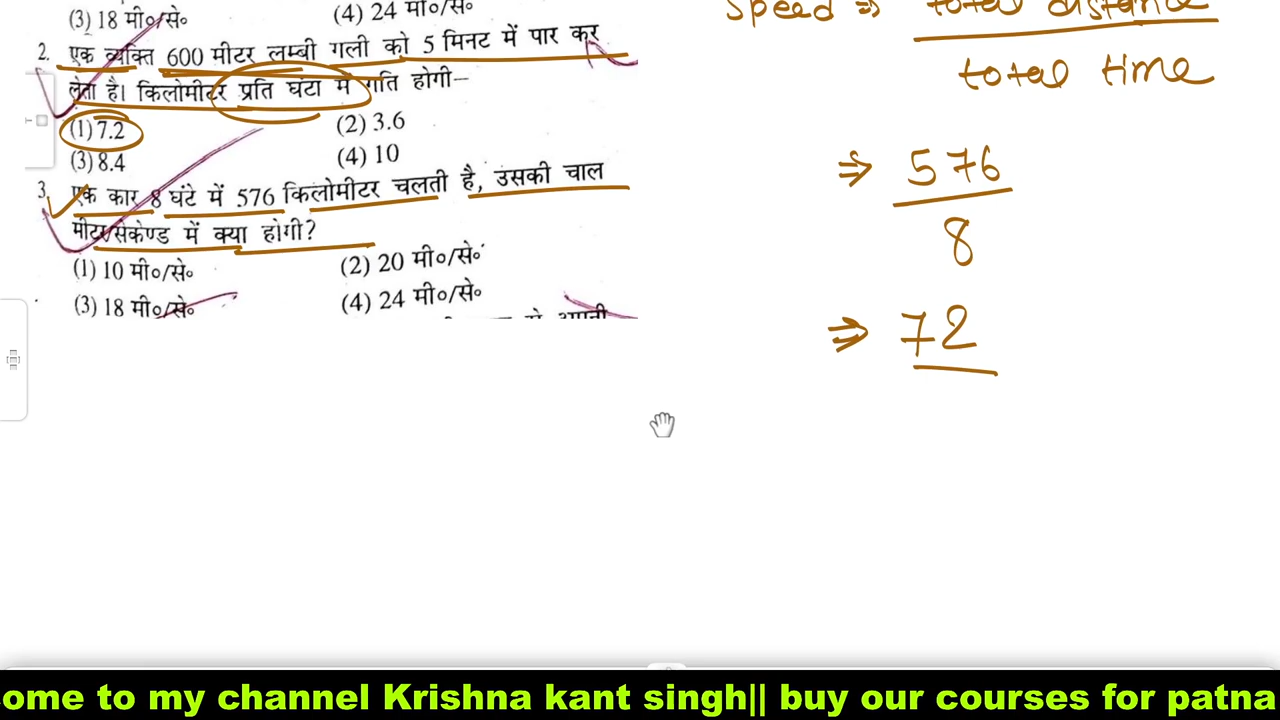 (3) 18 मी०/से०
(4) 24 मी०/से०
2. एक व्यक्ति 600 मीटर लम्बी गली को 5 मिनट में पार कर
लेता है। किलोमीटर प्रति घंटा में गति होगी–
(1) 7.2
(2) 3.6
(3) 8.4
(4) 10
3. एक कार 8 घंटे में 576 किलोमीटर चलती है, उसकी चाल
मीटर/सेकेण्ड में क्या होगी?
(1) 10 मी०/से०
(2) 20 मी०/से०
(3) 18 मी०/से०
(4) 24 मी०/से०
से अपनी
Speed ⇒ total distance
total time
⇒ 576
8
⇒ 72
ome to my channel Krishna kant singh|| buy our courses for patna